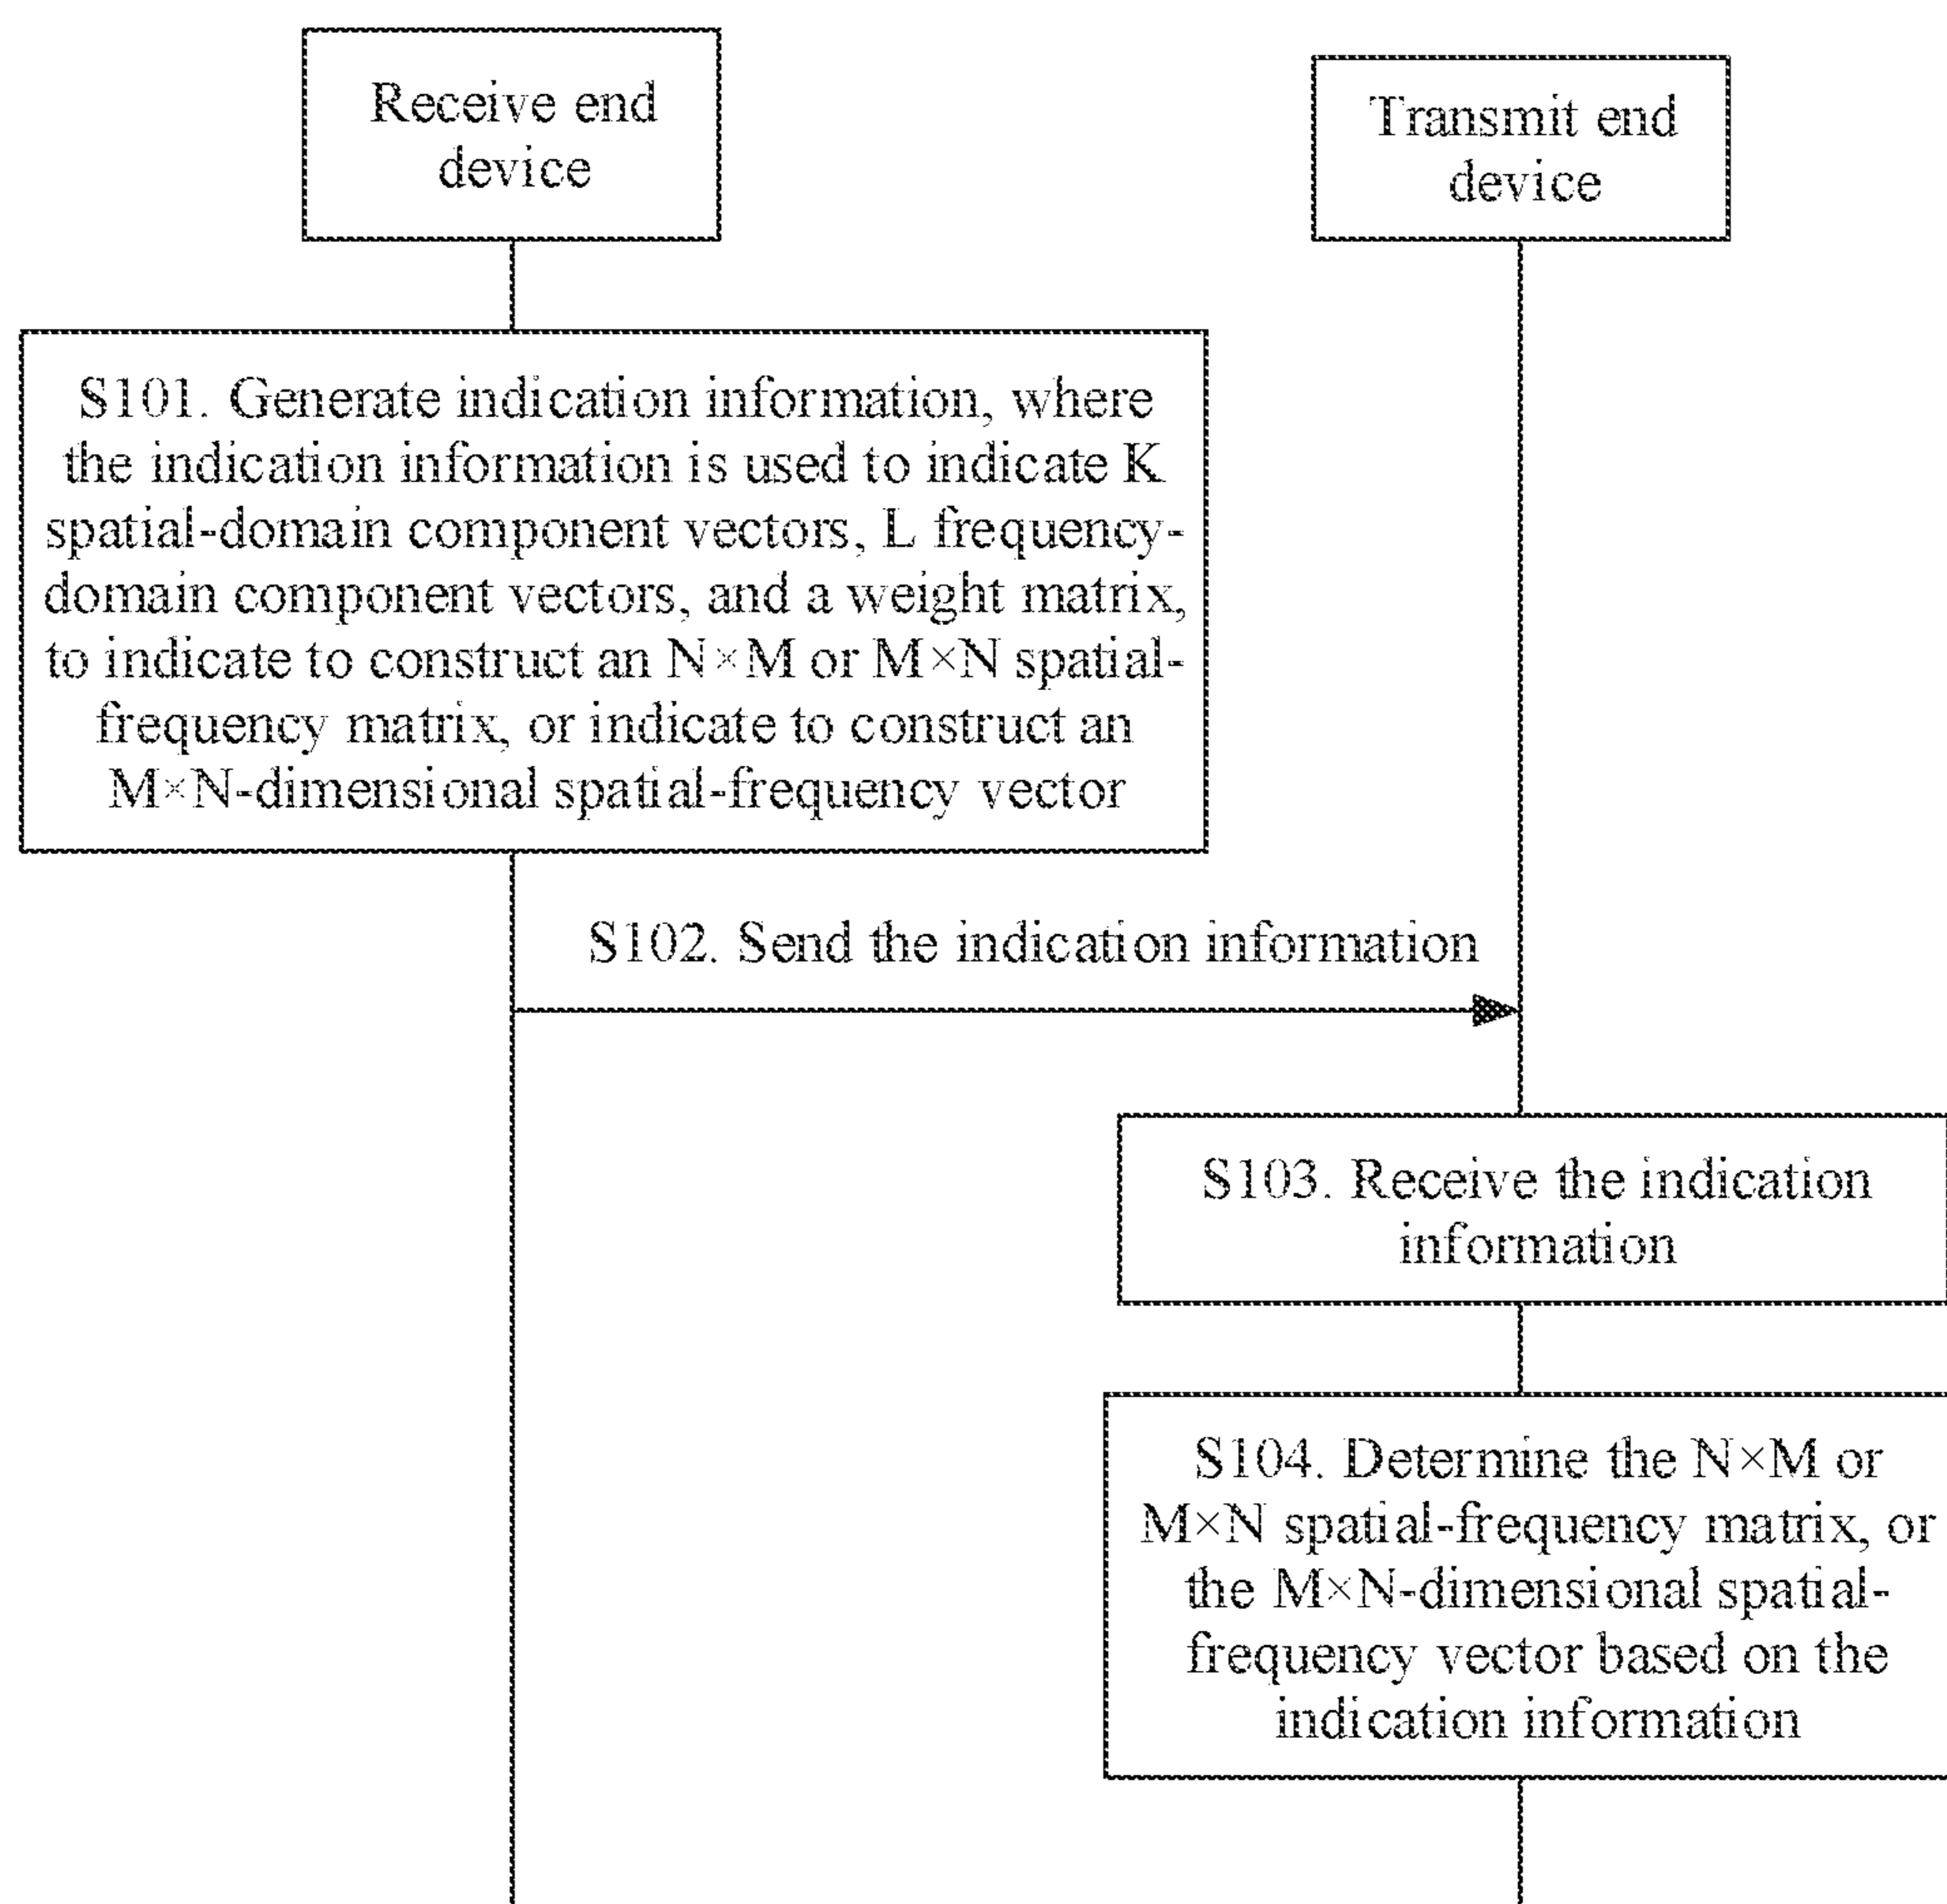 Receive end
device
Transmit end
device
S101. Generate indication information, where
the indication information is used to indicate K
spatial-domain component vectors, L frequency-
domain component vectors, and a weight matrix,
to indicate to construct an N×M or M×N spatial-
frequency matrix, or indicate to construct an
M×N-dimensional spatial-frequency vector
S102. Send the indication information
S103. Receive the indication
information
S104. Determine the N×M or
M×N spatial-frequency matrix, or
the M×N-dimensional spatial-
frequency vector based on the
indication information